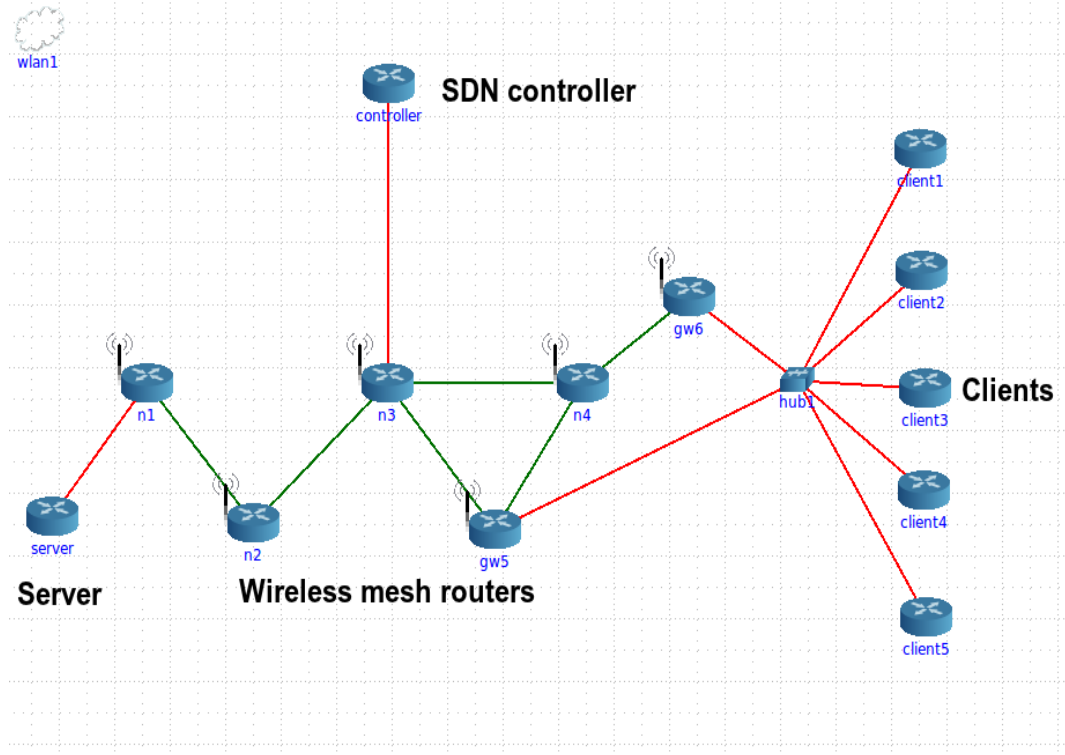 wlan1
SDN controller
controller
client1
client2
gw6
n1
n3
n4
hub1
Clients
client3
client4
server
n2
gw5
Server
Wireless mesh routers
client5